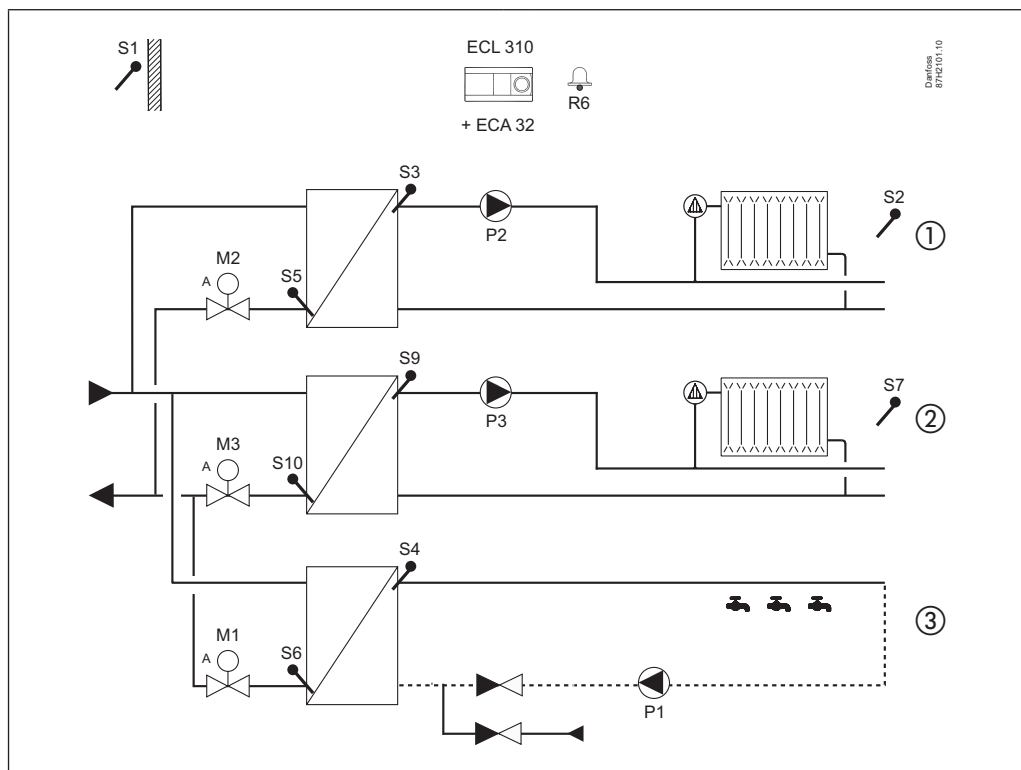 S1
ECL 310
+ ECA 32
R6
Danfoss
87H2101.10
S3
P2
S2
①
M2
A
S5
S9
P3
S7
②
M3
A
S10
S4
③
M1
A
S6
P1